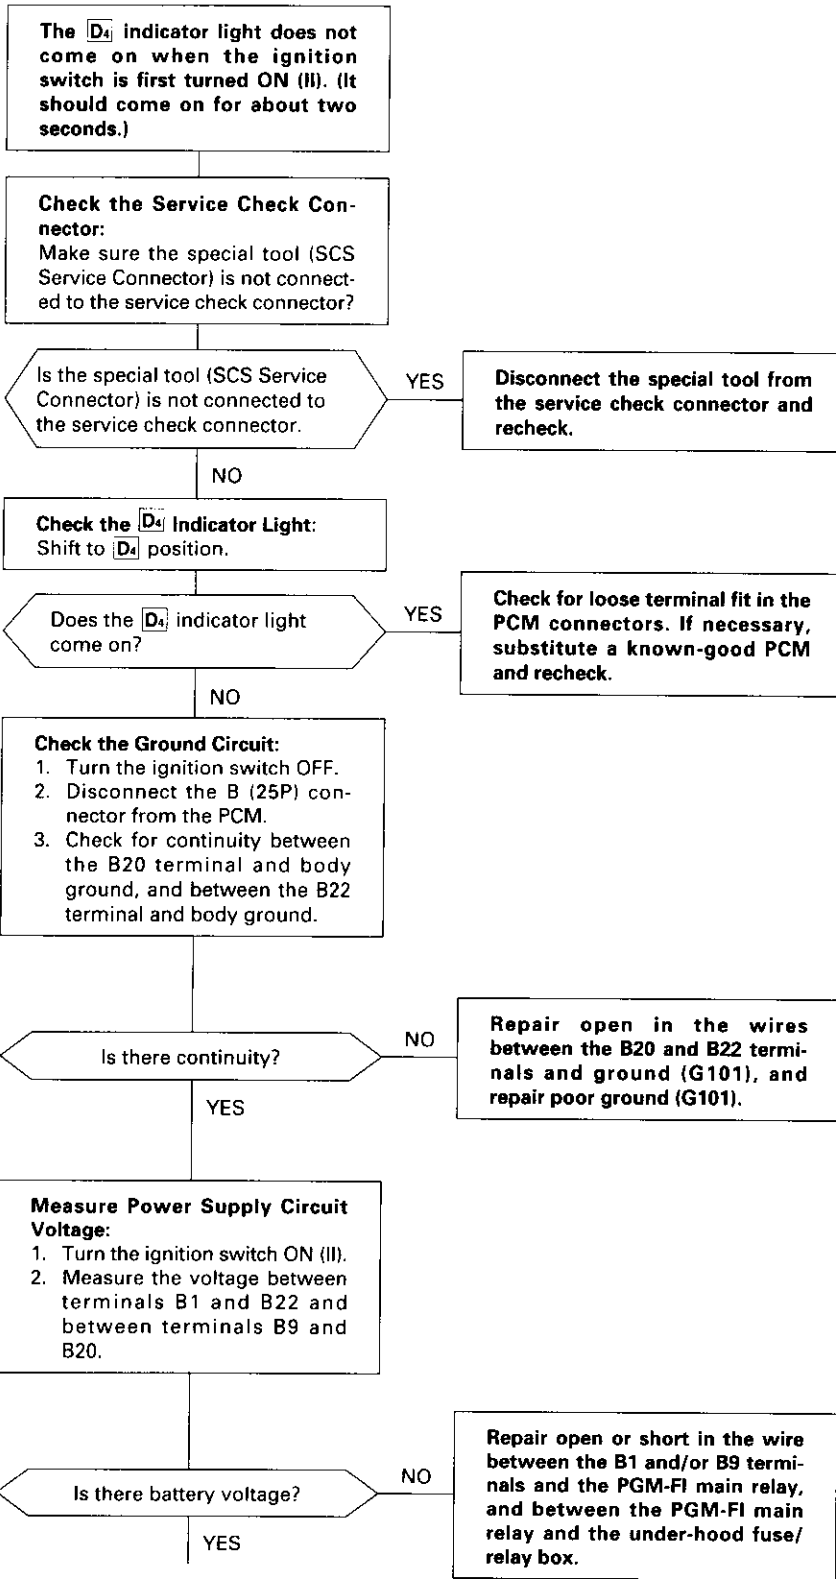 The D4 indicator light does not
come on when the ignition
switch is first turned ON (II). (It
should come on for about two
seconds.)
Check the Service Check Con-
nector:
Make sure the special tool (SCS
Service Connector) is not connect-
ed to the service check connector?
Is the special tool (SCS Service
Connector) is not connected to
the service check connector.
YES
Disconnect the special tool from
the service check connector and
recheck.
NO
Check the D4 Indicator Light:
Shift to D4 position.
Does the D4 indicator light
come on?
YES
Check for loose terminal fit in the
PCM connectors. If necessary,
substitute a known-good PCM
and recheck.
NO
Check the Ground Circuit:
1. Turn the ignition switch OFF.
2. Disconnect the B (25P) con-
nector from the PCM.
3. Check for continuity between
the B20 terminal and body
ground, and between the B22
terminal and body ground.
Is there continuity?
NO
Repair open in the wires
between the B20 and B22 termi-
nals and ground (G101), and
repair poor ground (G101).
YES
Measure Power Supply Circuit
Voltage:
1. Turn the ignition switch ON (II).
2. Measure the voltage between
terminals B1 and B22 and
between terminals B9 and
B20.
Is there battery voltage?
NO
Repair open or short in the wire
between the B1 and/or B9 termi-
nals and the PGM-FI main relay,
and between the PGM-FI main
relay and the under-hood fuse/
relay box.
YES